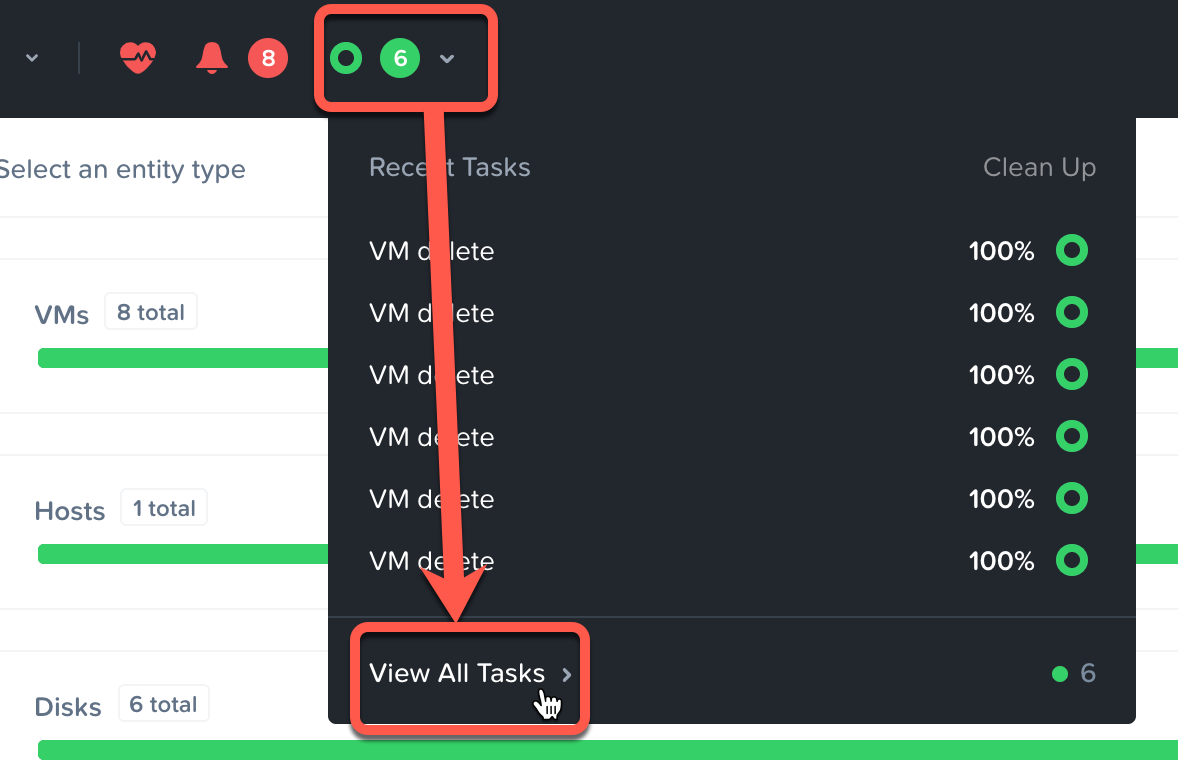 8
6
Select an entity type
Recent Tasks
Clean Up
VM delete 100%
VM delete 100%
VM delete 100%
VM delete 100%
VM delete 100%
VM delete 100%
VMs 8 total
Hosts 1 total
Disks 6 total
View All Tasks
6